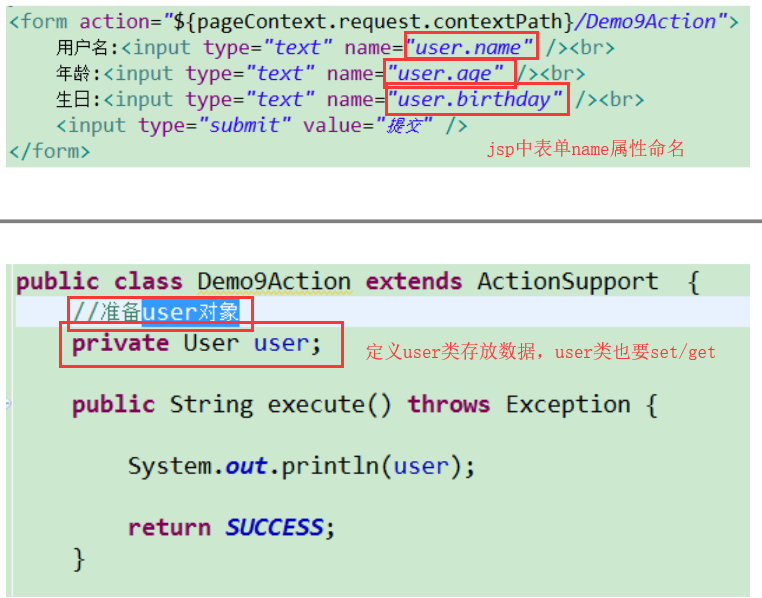 <form action="${pageContext.request.contextPath}/Demo9Action">
用户名:<input type="text" name="user.name" /><br>
年龄:<input type="text" name="user.age" /><br>
生日:<input type="text" name="user.birthday" /><br>
<input type="submit" value="提交" />
</form>
jsp中表单name属性命名
public class Demo9Action extends ActionSupport {
//准备user对象
private User user;
定义user类存放数据，user类也要set/get
public String execute() throws Exception {
System.out.println(user);
return SUCCESS;
}